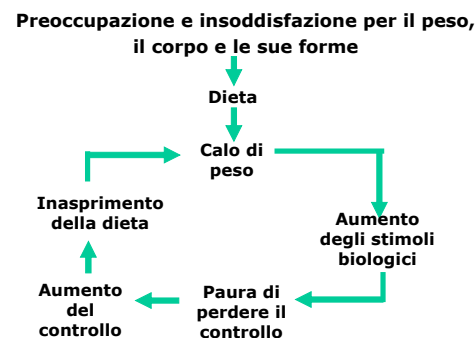 Preoccupazione e insoddisfazione per il peso,
il corpo e le sue forme
Dieta
Calo di
peso
Aumento
degli stimoli
biologici
Paura di
perdere il
controllo
Aumento
del
controllo
Inasprimento
della dieta